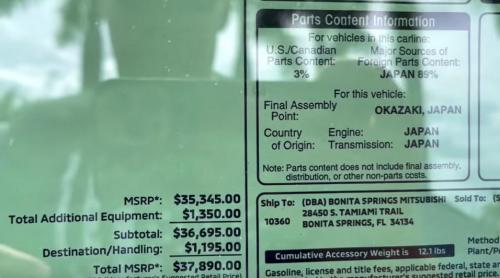 Parts Content Information
For vehicles in this carline:
U.S./Canadian Major Sources of
Parts Content: Foreign Parts Content:
3% JAPAN 89%
For this vehicle:
Final Assembly
Point: OKAZAKI, JAPAN
Country Engine: JAPAN
of Origin: Transmission: JAPAN
Note: Parts content does not include final assembly,
distribution, or other non-parts costs.
MSRP*: $35,345.00
Total Additional Equipment: $1,350.00
Subtotal: $36,695.00
Destination/Handling: $1,195.00
Total MSRP*: $37,890.00
Ship To: (DBA) BONITA SPRINGS MITSUBISHI Sold To: (S
28450 S. TAMIAMI TRAIL
10360 BONITA SPRINGS, FL 34134
Method
Cumulative Accessory Weight is 12.1 lbs Plant/Po
Gasoline, license and title fees, applicable federal, state a